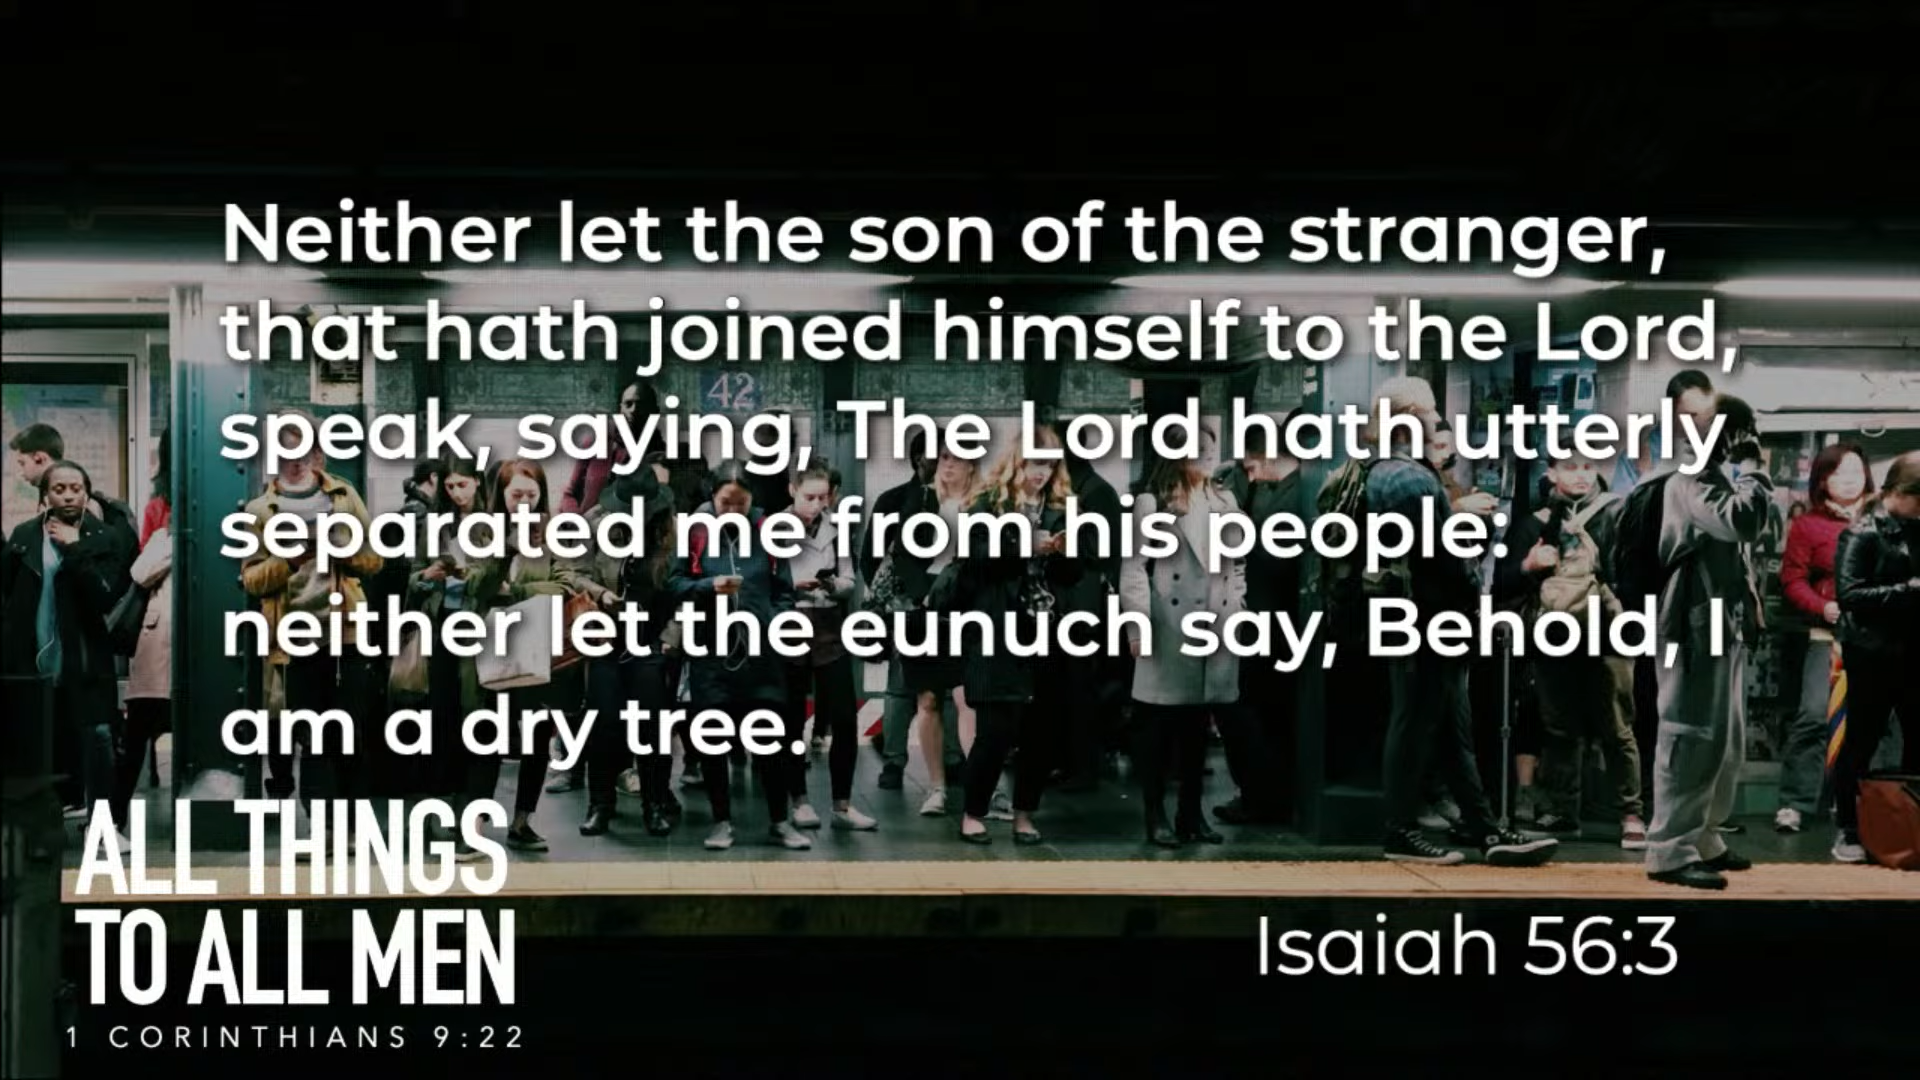 Neither let the son of the stranger,
that hath joined himself to the Lord,
speak, saying, The Lord hath utterly
separated me from his people:
neither let the eunuch say, Behold, I
am a dry tree.
42
ALL THINGS
TO ALL MEN
1 CORINTHIANS 9:22
Isaiah 56:3